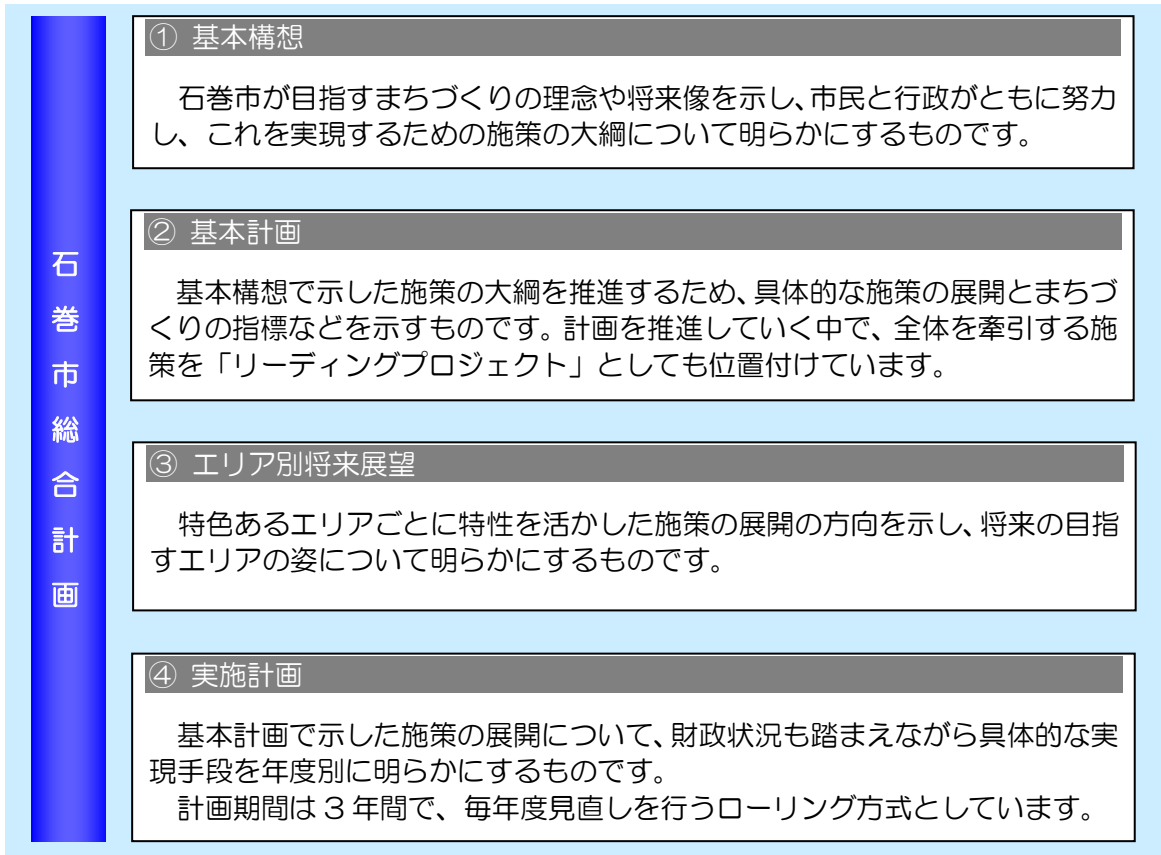 石巻市総合計画
① 基本構想
石巻市が目指すまちづくりの理念や将来像を示し、市民と行政がともに努力
し、これを実現するための施策の大綱について明らかにするものです。
② 基本計画
基本構想で示した施策の大綱を推進するため、具体的な施策の展開とまちづ
くりの指標などを示すものです。計画を推進していく中で、全体を牽引する施
策を「リーディングプロジェクト」としても位置付けています。
③ エリア別将来展望
特色あるエリアごとに特性を活かした施策の展開の方向を示し、将来の目指
すエリアの姿について明らかにするものです。
④ 実施計画
基本計画で示した施策の展開について、財政状況も踏まえながら具体的な実
現手段を年度別に明らかにするものです。
計画期間は 3 年間で、毎年度見直しを行うローリング方式としています。